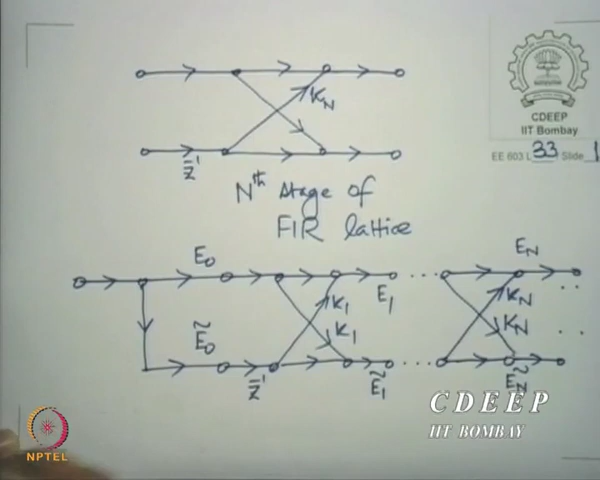 K_N
z^-1
Nth stage of
FIR lattice
CDEEP
IIT Bombay
EE 603 L 33 Slide 1
E_0 E_1 E_N
K_1 K_N
K_1 K_N
Ẽ_0 z^-1 Ẽ_1 Ẽ_N
CDEEP
IIT BOMBAY
NPTEL